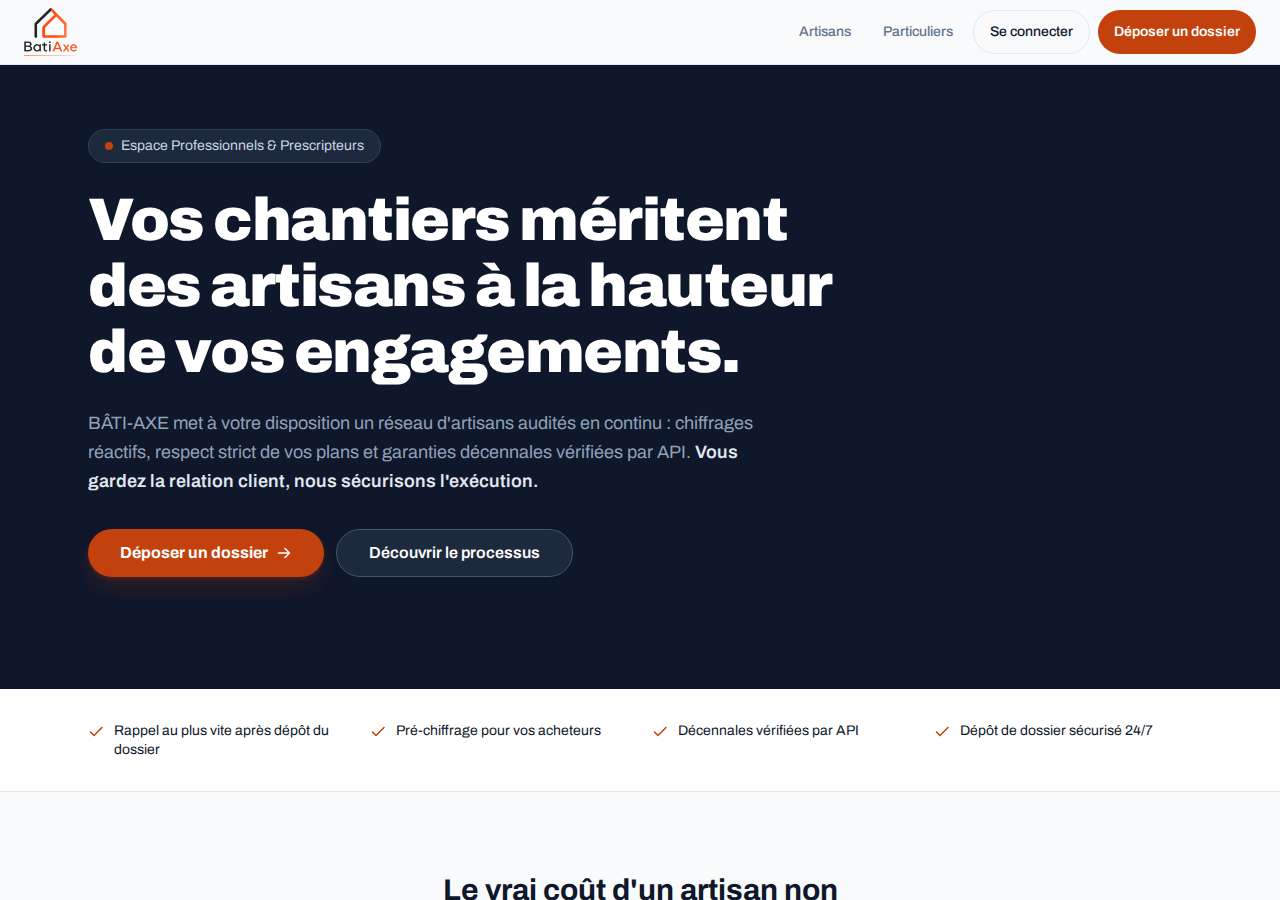 BatiAxe
Artisans
Particuliers
Se connecter
Déposer un dossier
Espace Professionnels & Prescripteurs
Vos chantiers méritent
des artisans à la hauteur
de vos engagements.
BÂTI-AXE met à votre disposition un réseau d'artisans audités en continu : chiffrages
réactifs, respect strict de vos plans et garanties décennales vérifiées par API. Vous
gardez la relation client, nous sécurisons l'exécution.
Déposer un dossier →
Découvrir le processus
Rappel au plus vite après dépôt du
dossier
Pré-chiffrage pour vos acheteurs
Décennales vérifiées par API
Dépôt de dossier sécurisé 24/7
Le vrai coût d'un artisan non